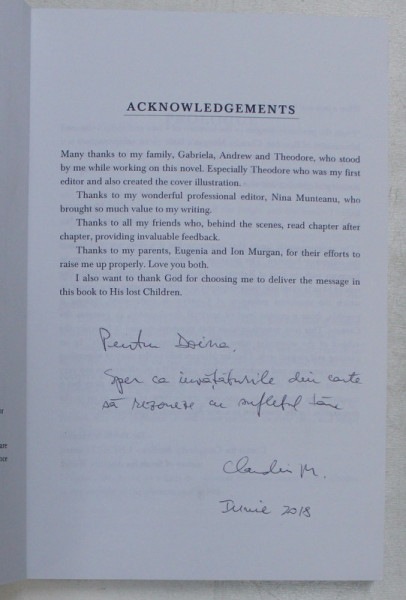 ACKNOWLEDGEMENTS
Many thanks to my family, Gabriela, Andrew and Theodore, who stood
by me while working on this novel. Especially Theodore who was my first
editor and also created the cover illustration.
Thanks to my wonderful professional editor, Nina Munteanu, who
brought so much value to my writing.
Thanks to all my friends who, behind the scenes, read chapter after
chapter, providing invaluable feedback.
Thanks to my parents, Eugenia and Ion Murgan, for their efforts to
raise me up properly. Love you both.
I also want to thank God for choosing me to deliver the message in
this book to His lost Children.
Pentru Doina,
Sper ca învățăturile din carte
să rezoneze cu sufletul tău
Claudiu M.
Iunie 2018